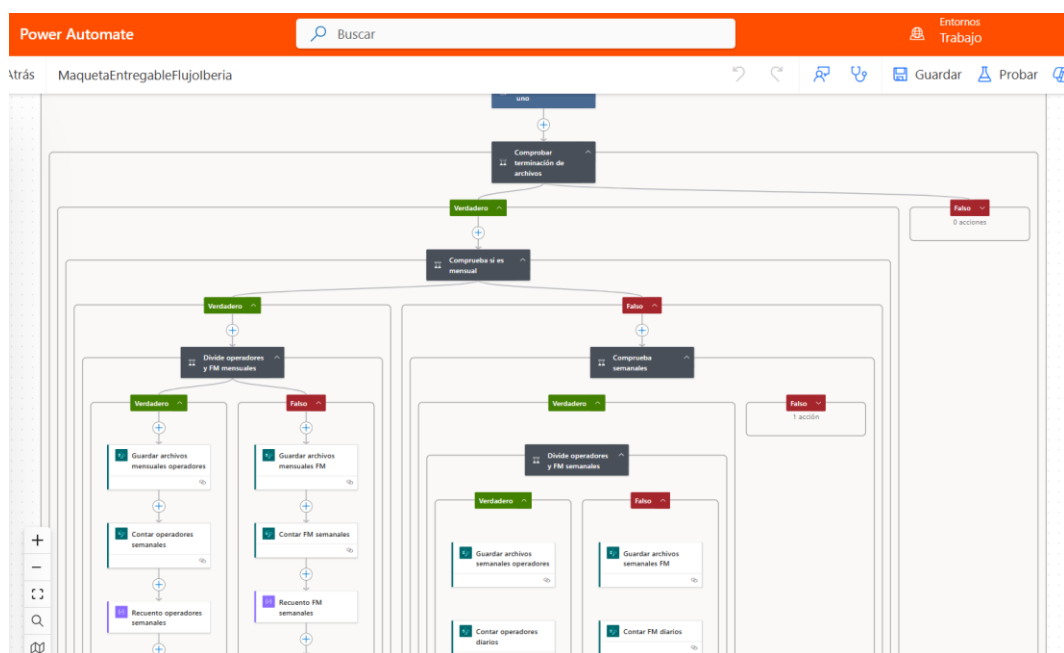 Power Automate
Buscar
Entornos
Trabajo
Atrás
MaquetaEntregableFlujoIberia
Guardar
Probar
uno
Comprobar
terminación de
archivos
Verdadero
Falso
0 acciones
Comprueba si es
mensual
Verdadero
Falso
Divide operadores
y FM mensuales
Comprueba
semanales
Verdadero
Falso
Verdadero
Falso
1 acción
Guardar archivos
mensuales operadores
Guardar archivos
mensuales FM
Divide operadores
y FM semanales
Verdadero
Falso
Contar operadores
semanales
Contar FM semanales
Guardar archivos
semanales operadores
Guardar archivos
semanales FM
Recuento operadores
semanales
Recuento FM
semanales
Contar operadores
diarios
Contar FM diarios